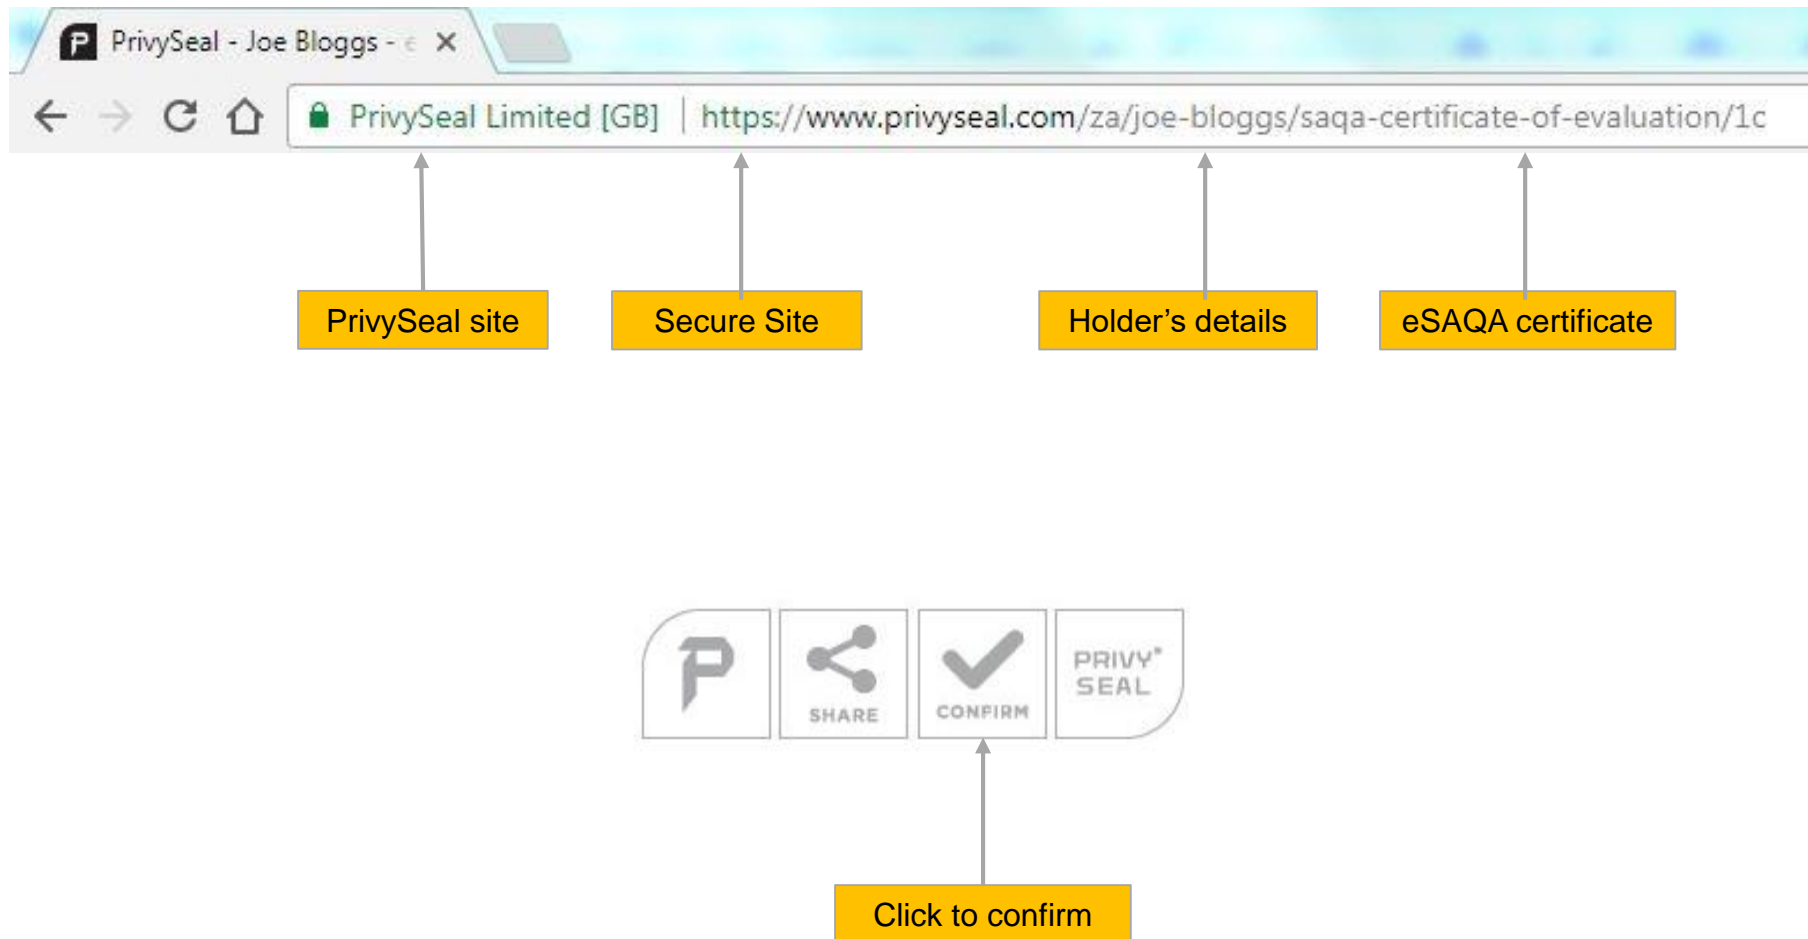 PrivySeal - Joe Bloggs - e
PrivySeal Limited [GB] | https://www.privyseal.com/za/joe-bloggs/saqa-certificate-of-evaluation/1c
PrivySeal site
Secure Site
Holder’s details
eSAQA certificate
P
SHARE
CONFIRM
PRIVY
SEAL
Click to confirm